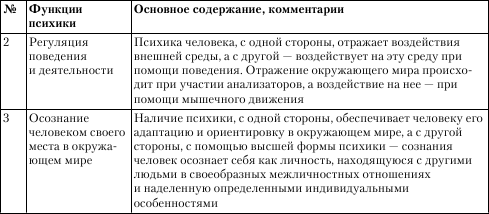 № Функции психики Основное содержание, комментарии
2 Регуляция поведения и деятельности
Психика человека, с одной стороны, отражает воздействия
внешней среды, а с другой — воздействует на эту среду при
помощи поведения. Отражение окружающего мира происхо-
дит при участии анализаторов, а воздействие на нее — при
помощи мышечного движения
3 Осознание человеком своего места в окружа-ющем мире
Наличие психики, с одной стороны, обеспечивает человеку его
адаптацию и ориентировку в окружающем мире, а с другой
стороны, с помощью высшей формы психики — сознания
человек осознает себя как личность, находящуюся с другими
людьми в своеобразных межличностных отношениях
и наделенную определенными индивидуальными
особенностями